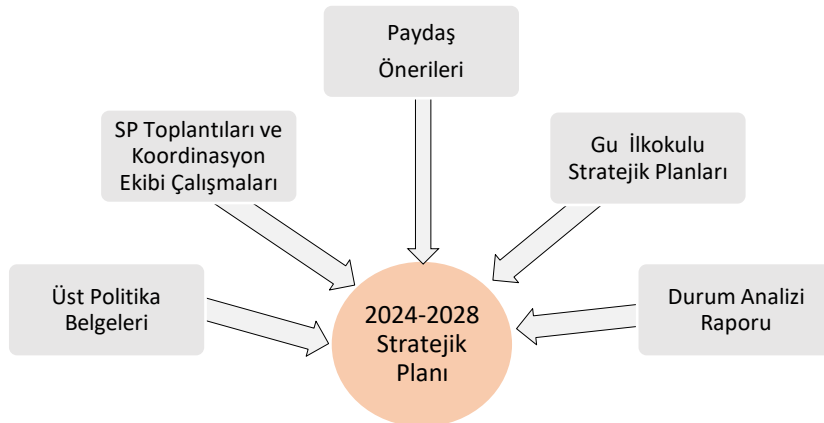 Paydaş
Önerileri
SP Toplantıları ve
Koordinasyon
Ekibi Çalışmaları
Gu İlkokulu
Stratejik Planları
Üst Politika
Belgeleri
2024-2028
Stratejik
Planı
Durum Analizi
Raporu